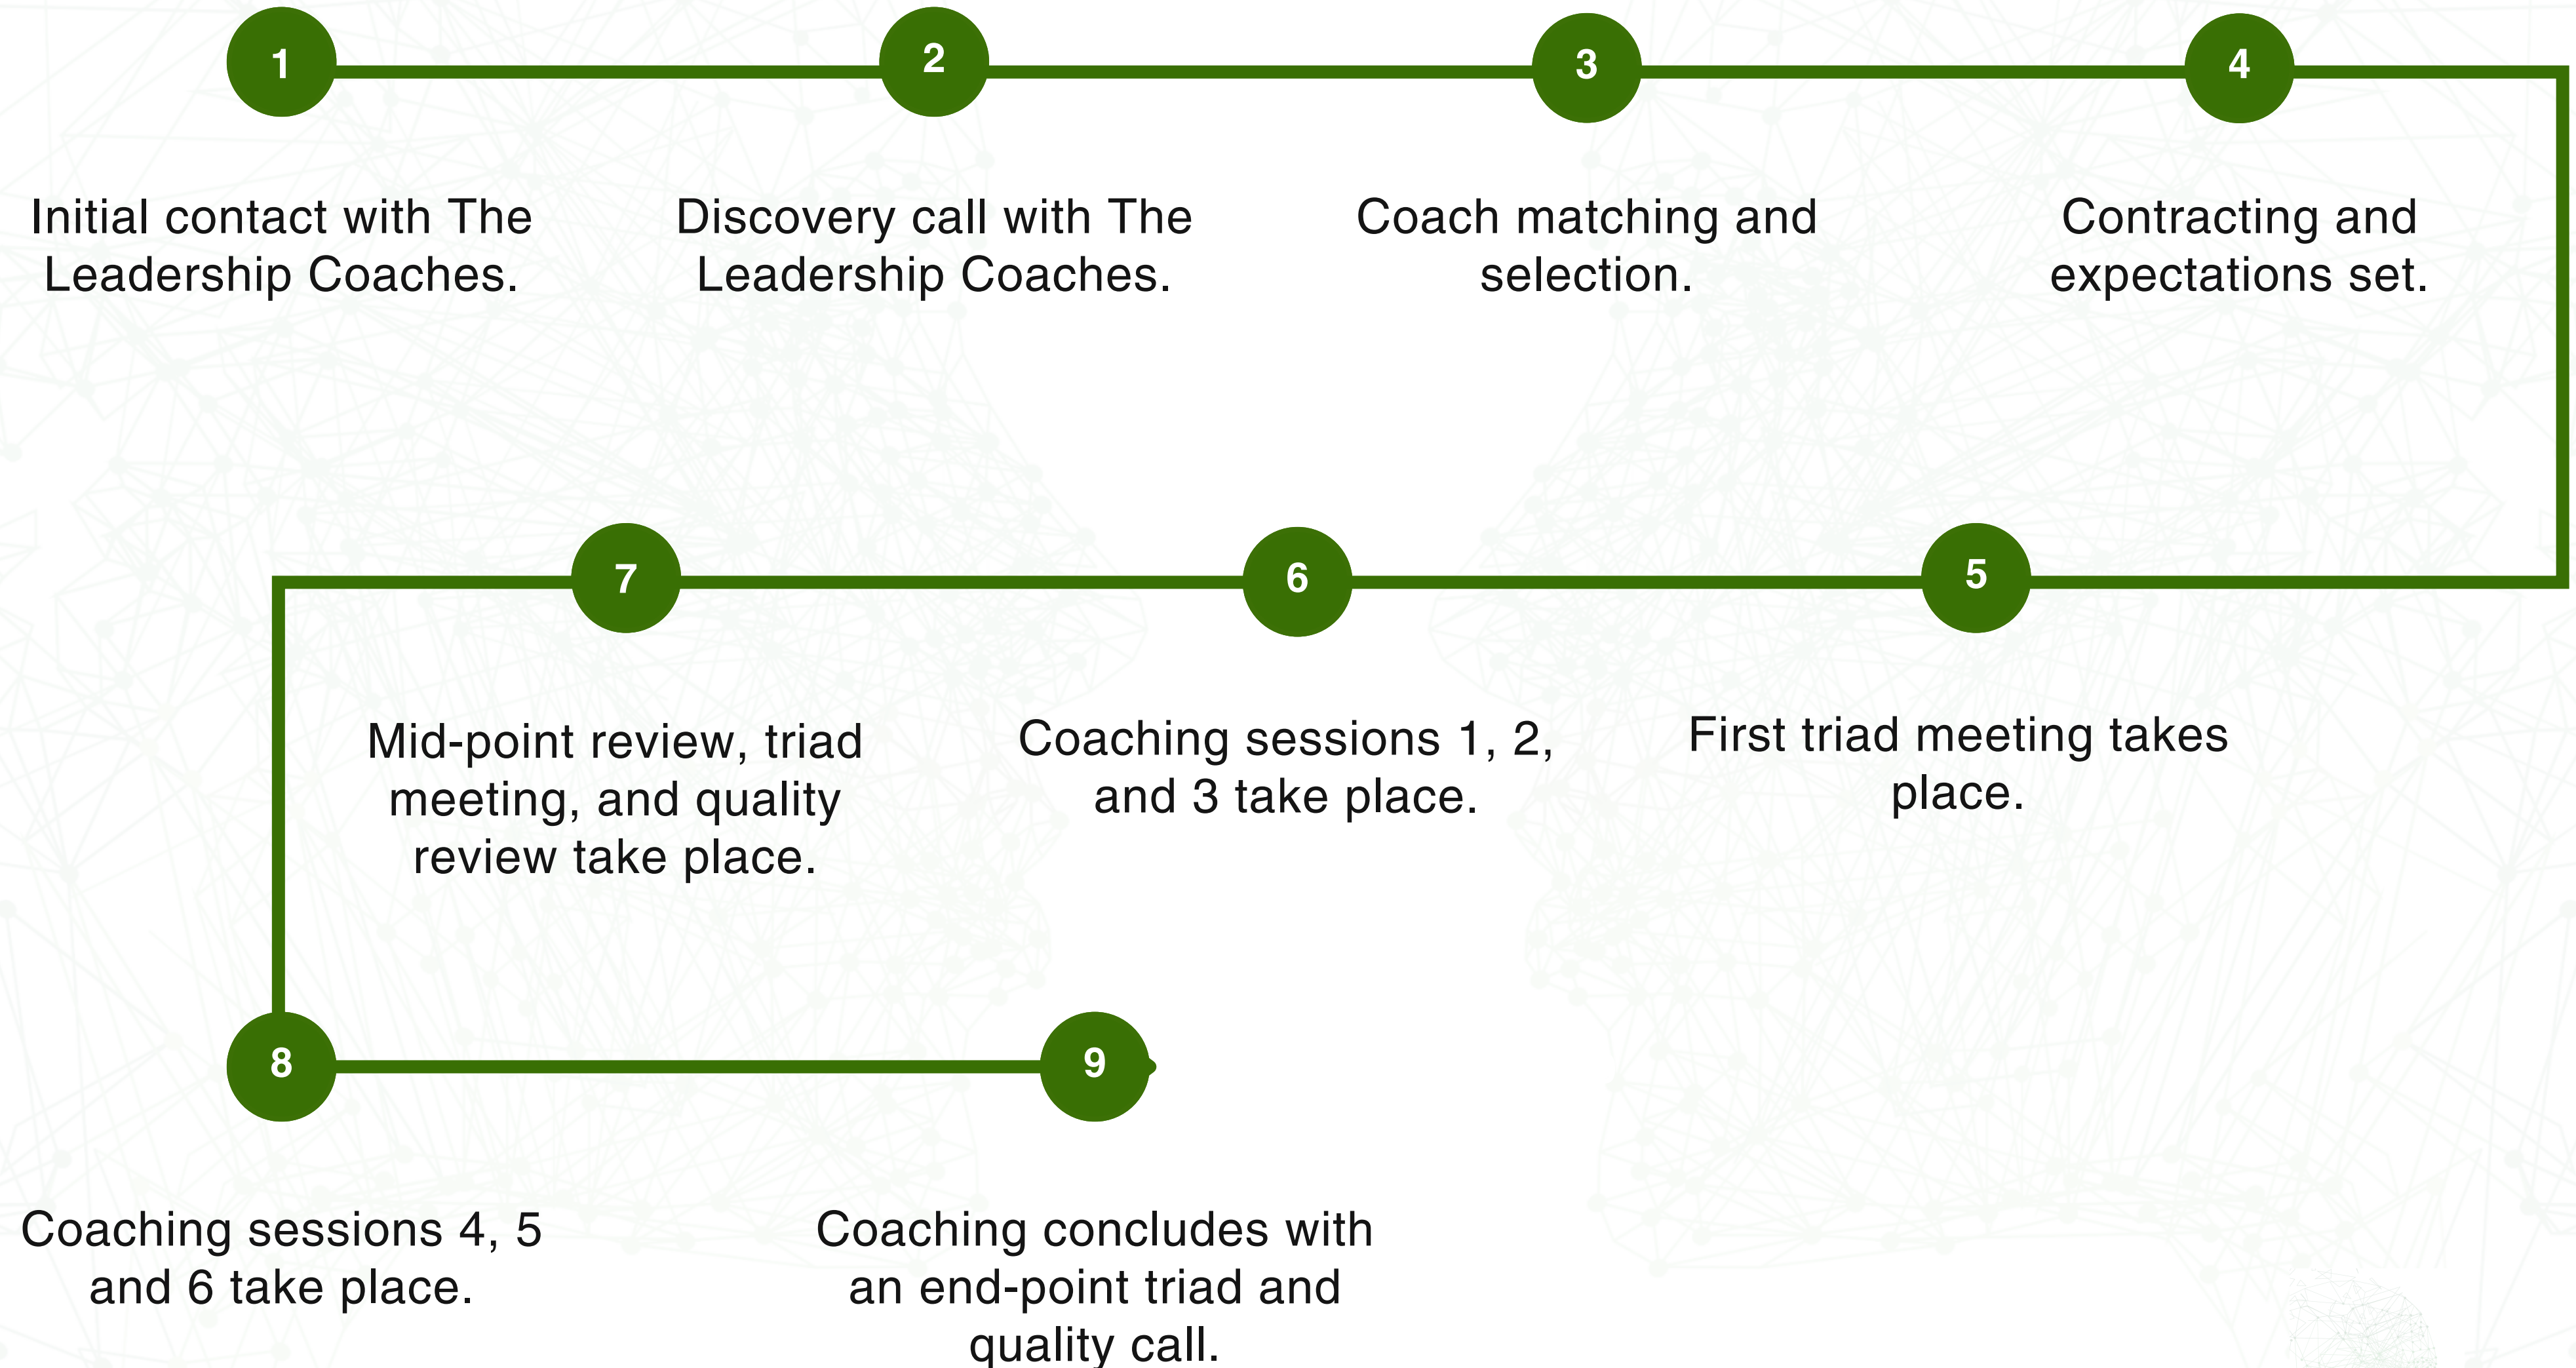 1
Initial contact with The
Leadership Coaches.
2
Discovery call with The
Leadership Coaches.
3
Coach matching and
selection.
4
Contracting and
expectations set.
5
First triad meeting takes
place.
6
Coaching sessions 1, 2,
and 3 take place.
7
Mid-point review, triad
meeting, and quality
review take place.
8
Coaching sessions 4, 5
and 6 take place.
9
Coaching concludes with
an end-point triad and
quality call.